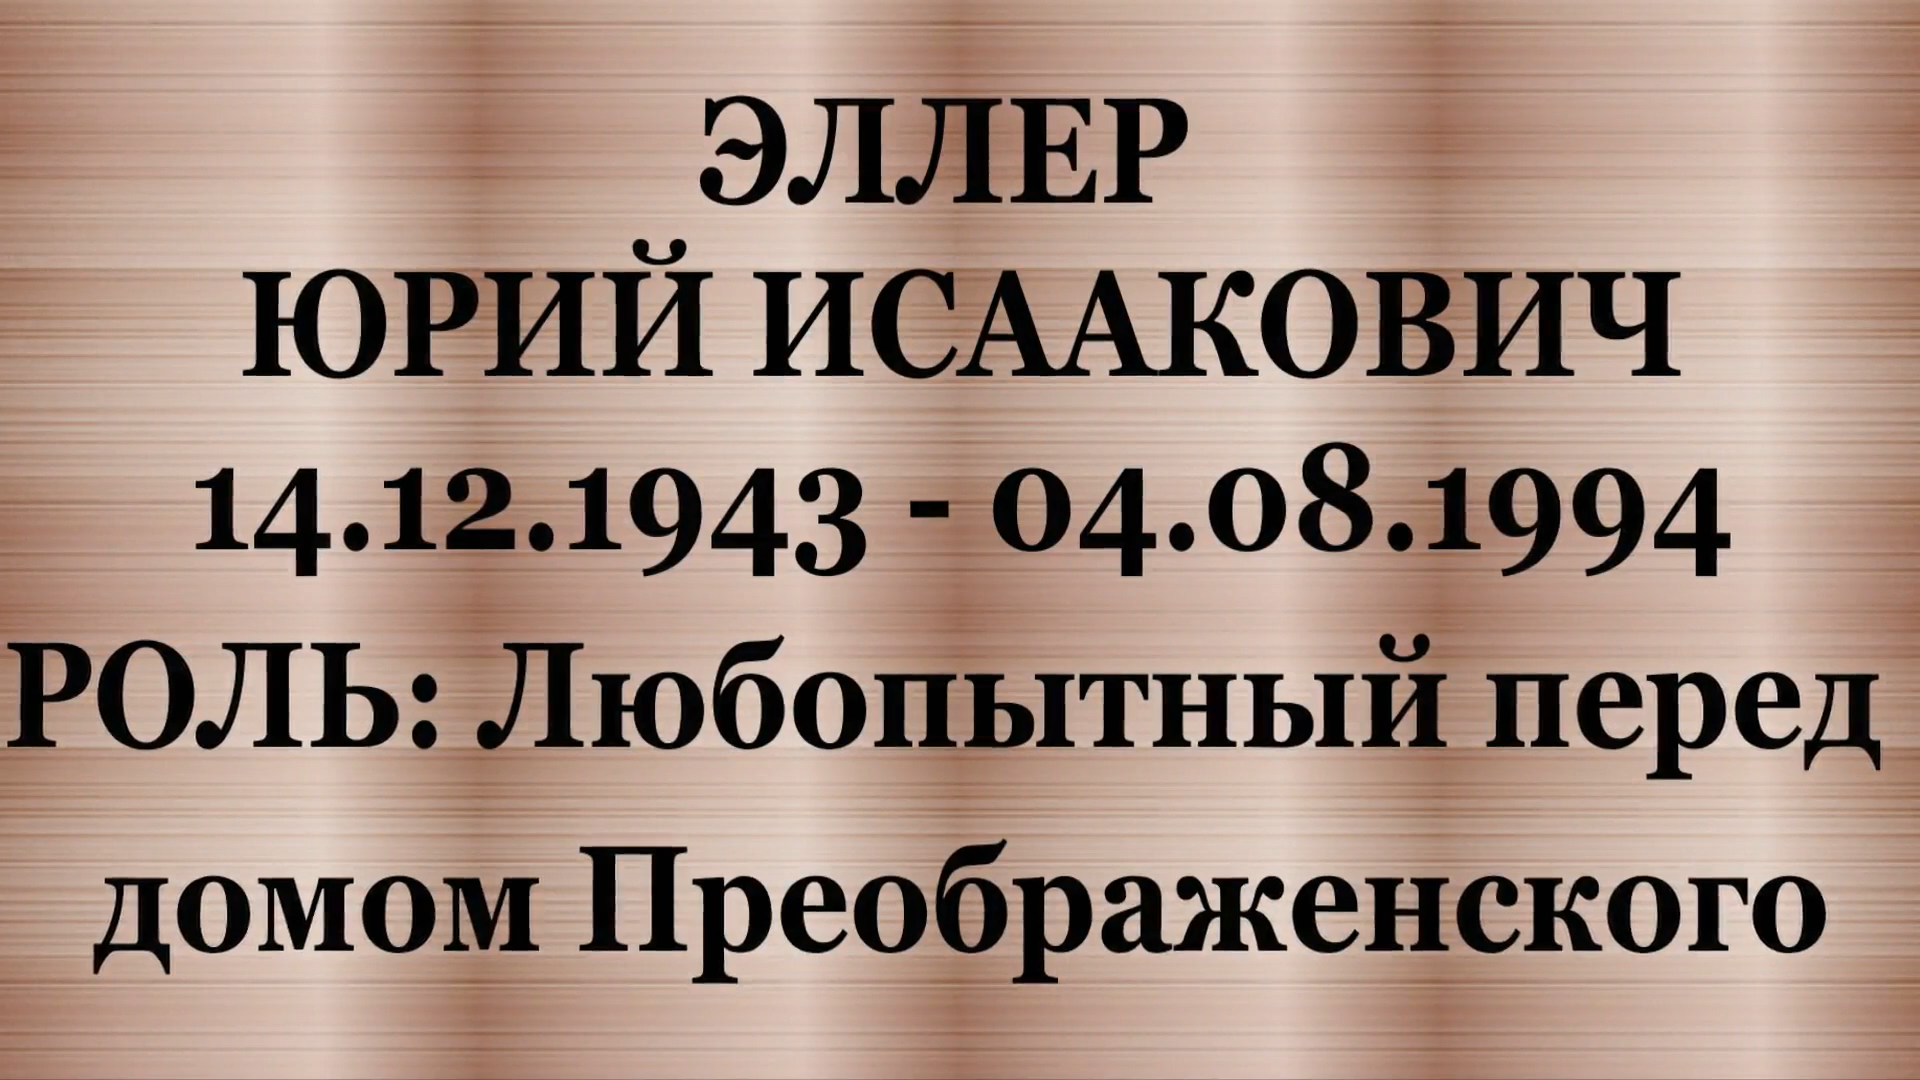 ЭЛЛЕР
ЮРИЙ ИСААКОВИЧ
14.12.1943 - 04.08.1994
РОЛЬ: Любопытный перед
домом Преображенского